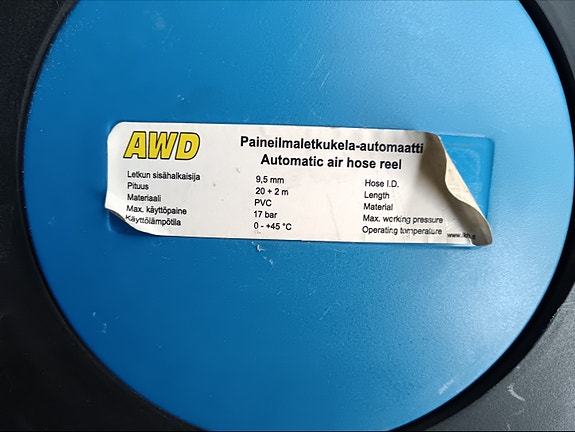 AWD
Paineilmaletkukela-automaatti
Automatic air hose reel
Letkun sisähalkaisija 9,5 mm Hose I.D.
Pituus 20 + 2 m Length
Materiaali PVC Material
Max. käyttöpaine 17 bar Max. working pressure
Käyttölämpötila 0 - +45 °C Operating temperature